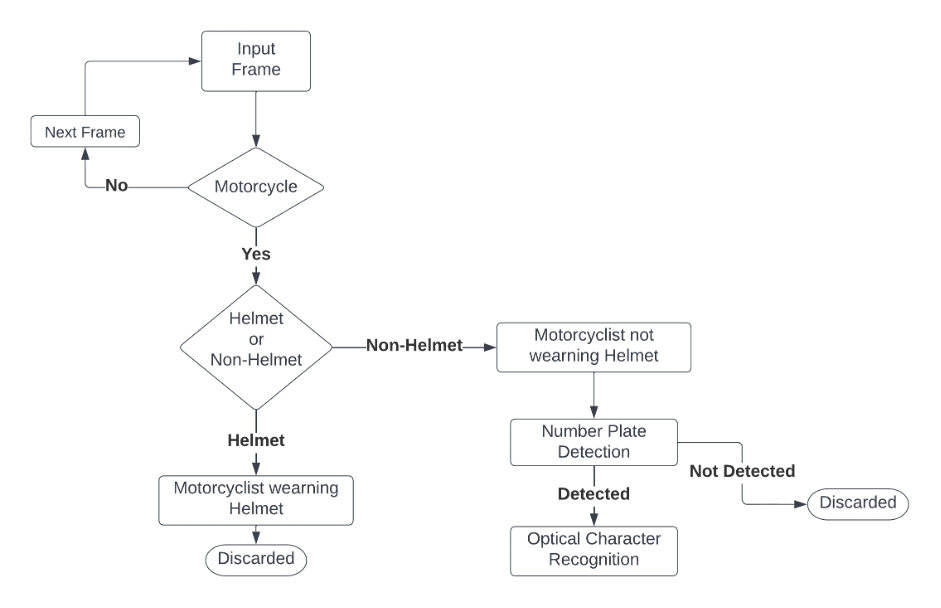 Input
Frame
Next Frame
No
Motorcycle
Yes
Helmet
or
Non-Helmet
Non-Helmet
Motorcyclist not
wearning Helmet
Number Plate
Detection
Not Detected
Discarded
Detected
Optical Character
Recognition
Helmet
Motorcyclist wearning
Helmet
Discarded